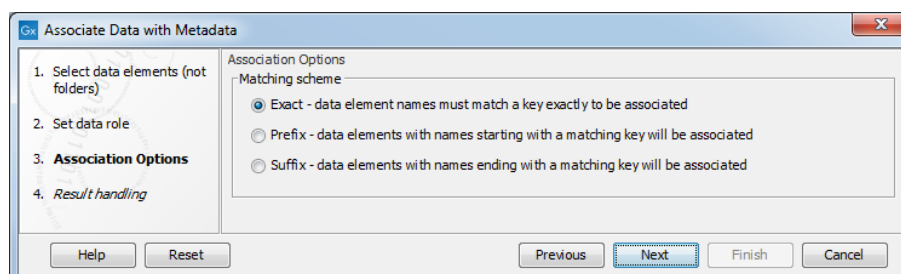 Gx Associate Data with Metadata
Association Options
1. Select data elements (not
folders)
2. Set data role
3. Association Options
4. Result handling
Matching scheme
Exact - data element names must match a key exactly to be associated
Prefix - data elements with names starting with a matching key will be associated
Suffix - data elements with names ending with a matching key will be associated
Help Reset Previous Next Finish Cancel